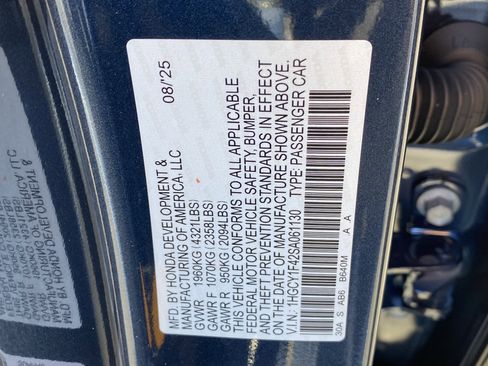 MFD. BY HONDA DEVELOPMENT & 08/25
MANUFACTURING OF AMERICA, LLC
GVWR 1960KG(4321LBS)
GAWR F 1070KG(2358LBS)
GAWR R 950KG(2094LBS)
THIS VEHICLE CONFORMS TO ALL APPLICABLE
FEDERAL MOTOR VEHICLE SAFETY, BUMPER,
AND THEFT PREVENTION STANDARDS IN EFFECT
ON THE DATE OF MANUFACTURE SHOWN ABOVE.
V.I.N: 1HGCY1F42SA061130 TYPE: PASSENGER CAR
30A S AB6 B640M A A